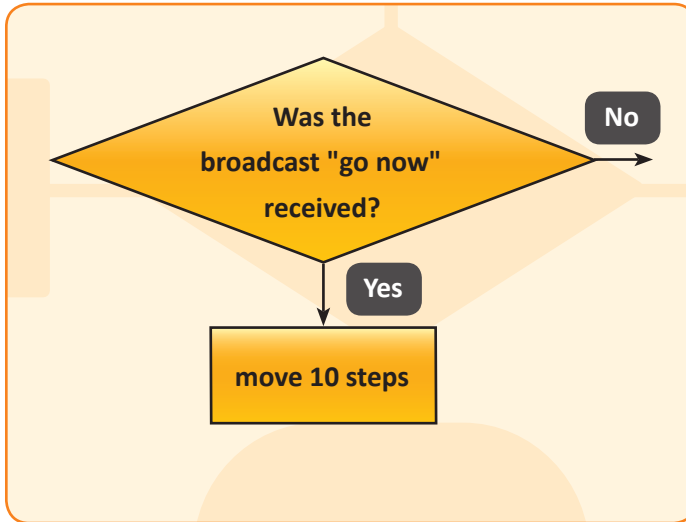 Was the
No
broadcast "go now"
received?
Yes
move 10 steps